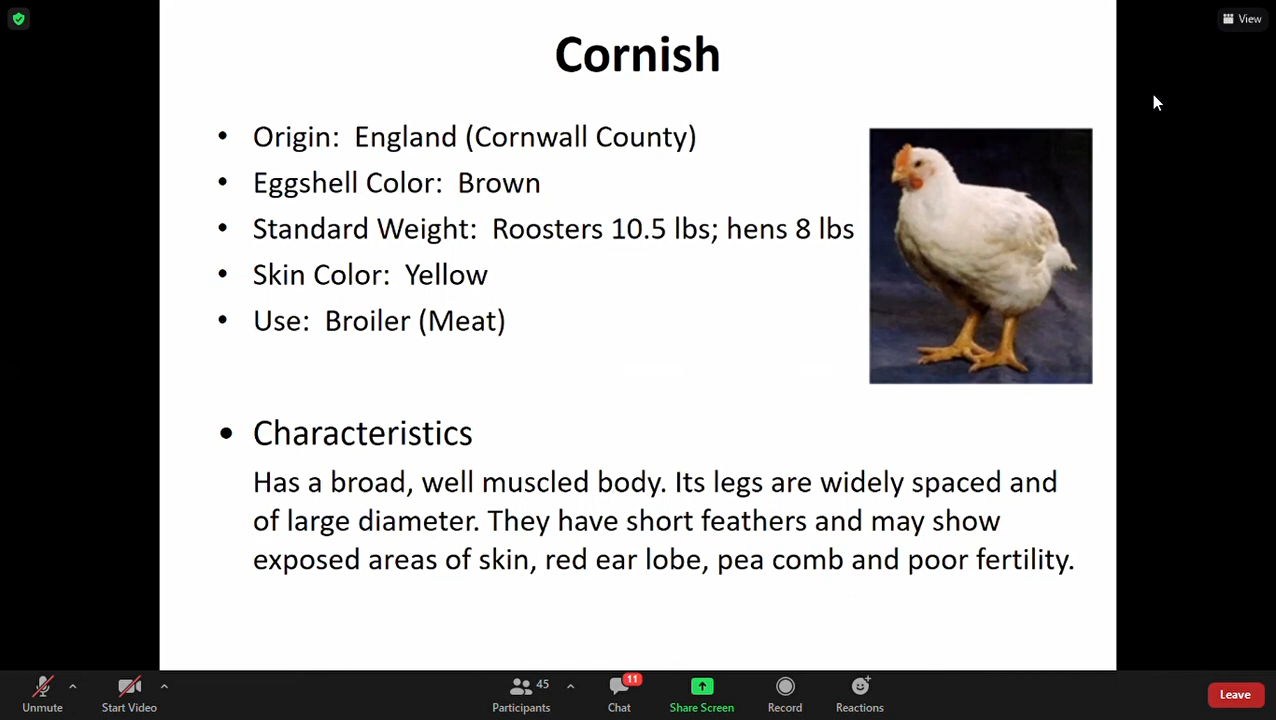 View
Cornish
• Origin: England (Cornwall County)
• Eggshell Color: Brown
• Standard Weight: Roosters 10.5 lbs; hens 8 lbs
• Skin Color: Yellow
• Use: Broiler (Meat)
• Characteristics
Has a broad, well muscled body. Its legs are widely spaced and
of large diameter. They have short feathers and may show
exposed areas of skin, red ear lobe, pea comb and poor fertility.
Unmute
Start Video
45
Participants
11
Chat
Share Screen
Record
Reactions
Leave